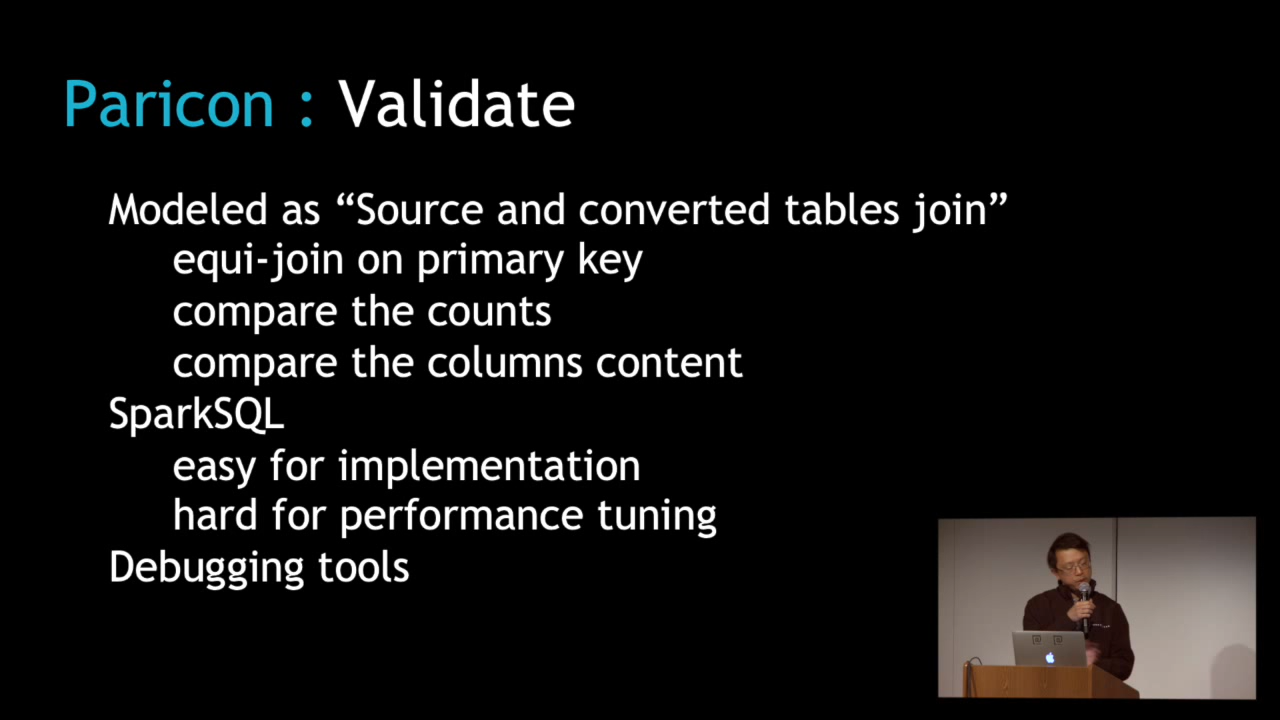 Paricon : Validate
Modeled as “Source and converted tables join”
equi-join on primary key
compare the counts
compare the columns content
SparkSQL
easy for implementation
hard for performance tuning
Debugging tools